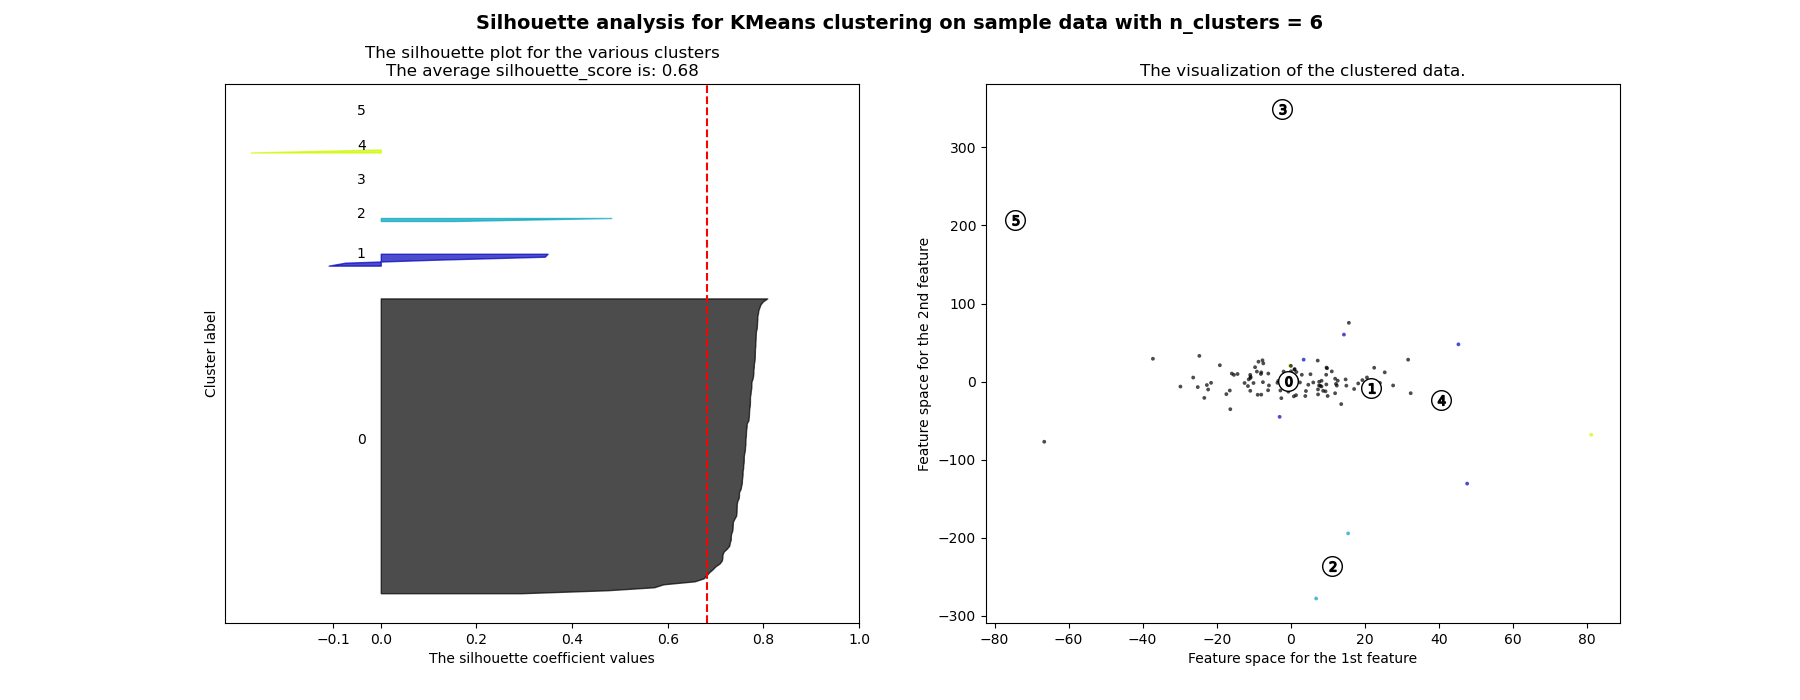 Silhouette analysis for KMeans clustering on sample data with n_clusters = 6
The silhouette plot for the various clusters
The average silhouette_score is: 0.68
Cluster label
5
4
3
2
1
0
−0.1 0.0 0.2 0.4 0.6 0.8 1.0
The silhouette coefficient values
The visualization of the clustered data.
Feature space for the 2nd feature
300
200
100
0
−100
−200
−300
3
5
0
1
4
2
−80 −60 −40 −20 0 20 40 60 80
Feature space for the 1st feature